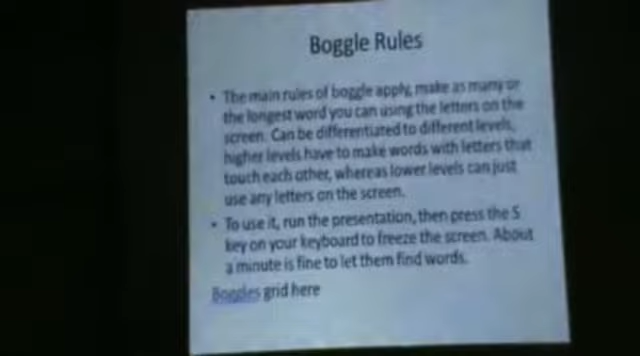 Boggle Rules
• The main rules of boggle apply, make as many or
the longest word you can using the letters on the
screen. Can be differentiated to different levels,
higher levels have to make words with letters that
touch each other, whereas lower levels can just
use any letters on the screen.
• To use it, run the presentation, then press the S
key on your keyboard to freeze the screen. About
a minute is fine to let them find words.
Boggles grid here